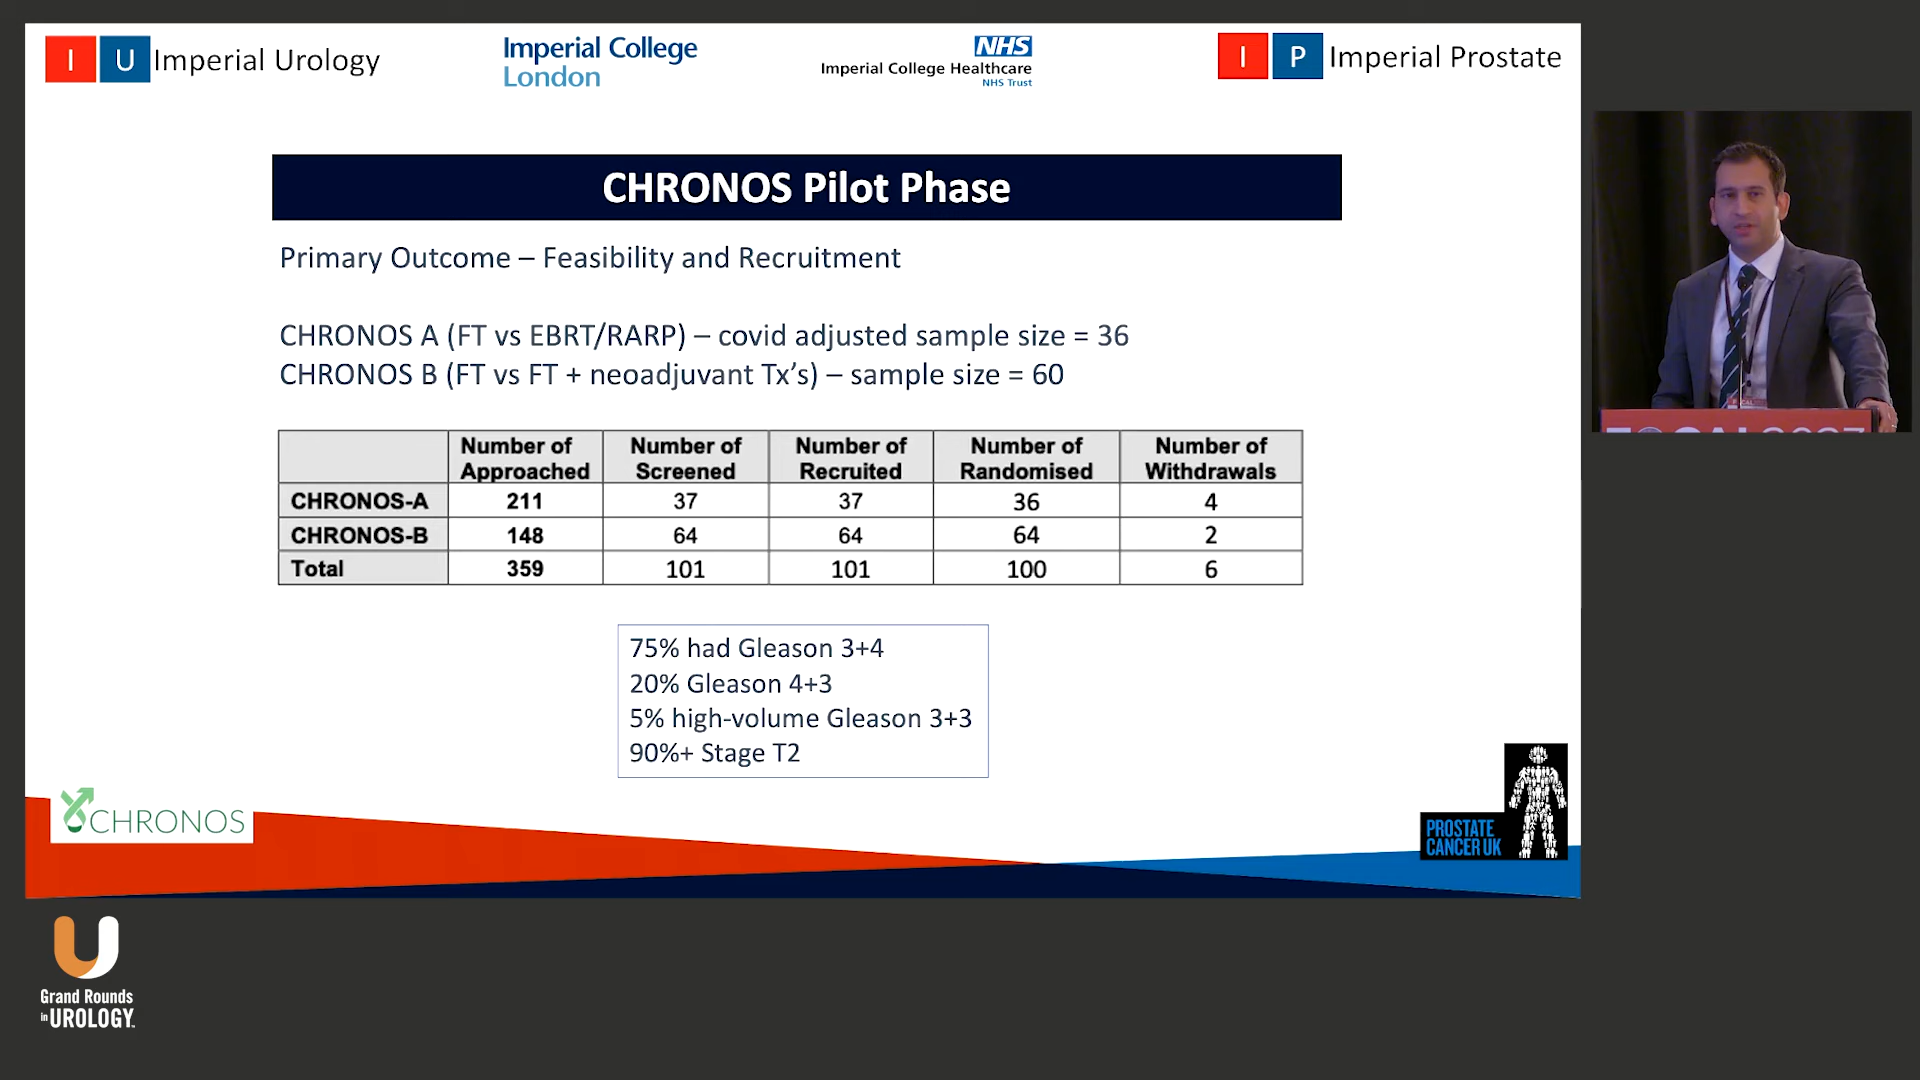 I U Imperial Urology
Imperial College
London
NHS
Imperial College Healthcare
NHS Trust
I P Imperial Prostate
CHRONOS Pilot Phase
Primary Outcome – Feasibility and Recruitment
CHRONOS A (FT vs EBRT/RARP) – covid adjusted sample size = 36
CHRONOS B (FT vs FT + neoadjuvant Tx's) – sample size = 60
Number of Approached Number of Screened Number of Recruited Number of Randomised Number of Withdrawals
CHRONOS-A 211 37 37 36 4
CHRONOS-B 148 64 64 64 2
Total 359 101 101 100 6
75% had Gleason 3+4
20% Gleason 4+3
5% high-volume Gleason 3+3
90%+ Stage T2
CHRONOS
PROSTATE
CANCER UK
Grand Rounds
in UROLOGY